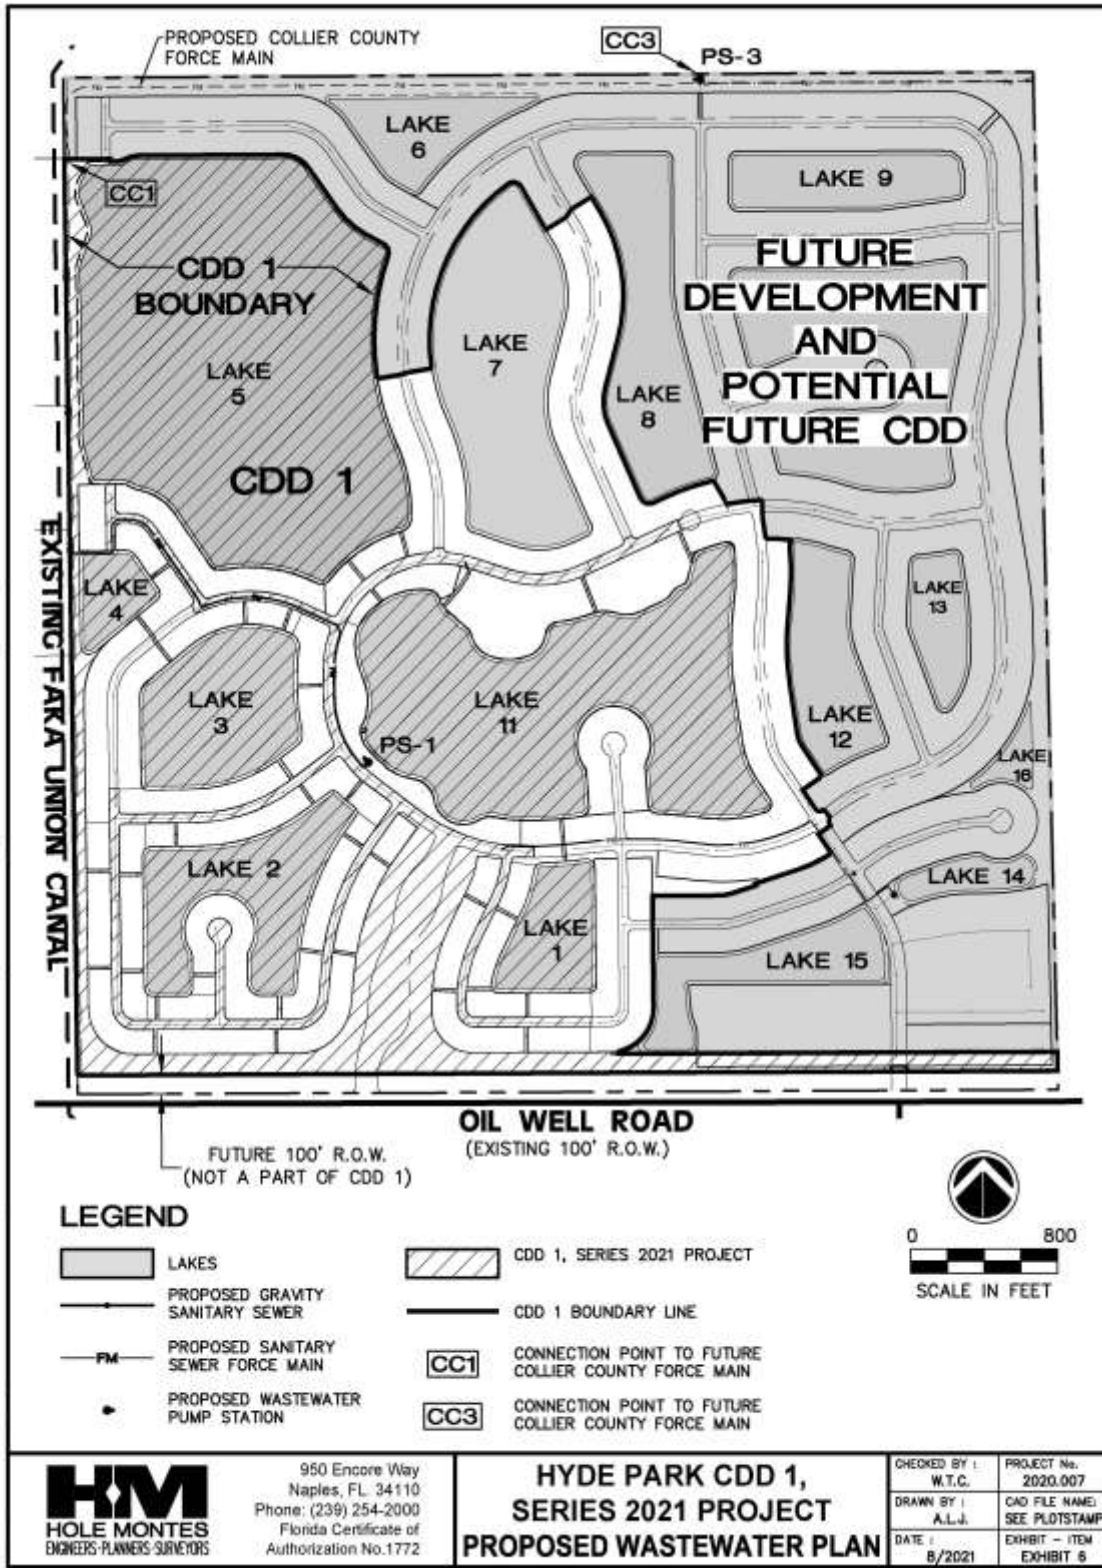 PROPOSED COLLIER COUNTY
FORCE MAIN
CC3
PS-3
LAKE
6
LAKE 9
CC1
FUTURE
DEVELOPMENT
AND
POTENTIAL
FUTURE CDD
CDD 1
BOUNDARY
LAKE
7
LAKE
5
LAKE
8
CDD 1
EXISTING FAKA UNION CANAL
LAKE
4
LAKE
13
LAKE
3
LAKE
11
LAKE
12
PS-1
LAKE
16
LAKE 2
LAKE 14
LAKE
1
LAKE 15
OIL WELL ROAD
(EXISTING 100' R.O.W.)
FUTURE 100' R.O.W.
(NOT A PART OF CDD 1)
LEGEND
LAKES
PROPOSED GRAVITY
SANITARY SEWER
FM
PROPOSED SANITARY
SEWER FORCE MAIN
PROPOSED WASTEWATER
PUMP STATION
CDD 1, SERIES 2021 PROJECT
CDD 1 BOUNDARY LINE
CC1
CONNECTION POINT TO FUTURE
COLLIER COUNTY FORCE MAIN
CC3
CONNECTION POINT TO FUTURE
COLLIER COUNTY FORCE MAIN
0 800
SCALE IN FEET
HM
HOLE MONTES
ENGINEERS·PLANNERS·SURVEYORS
950 Encore Way
Naples, FL. 34110
Phone: (239) 254-2000
Florida Certificate of
Authorization No.1772
HYDE PARK CDD 1,
SERIES 2021 PROJECT
PROPOSED WASTEWATER PLAN
CHECKED BY :
W.T.C.
PROJECT No.
2020.007
DRAWN BY :
A.L.J.
CAD FILE NAME:
SEE PLOTSTAMP
DATE :
8/2021
EXHIBIT - ITEM
EXHIBIT 6